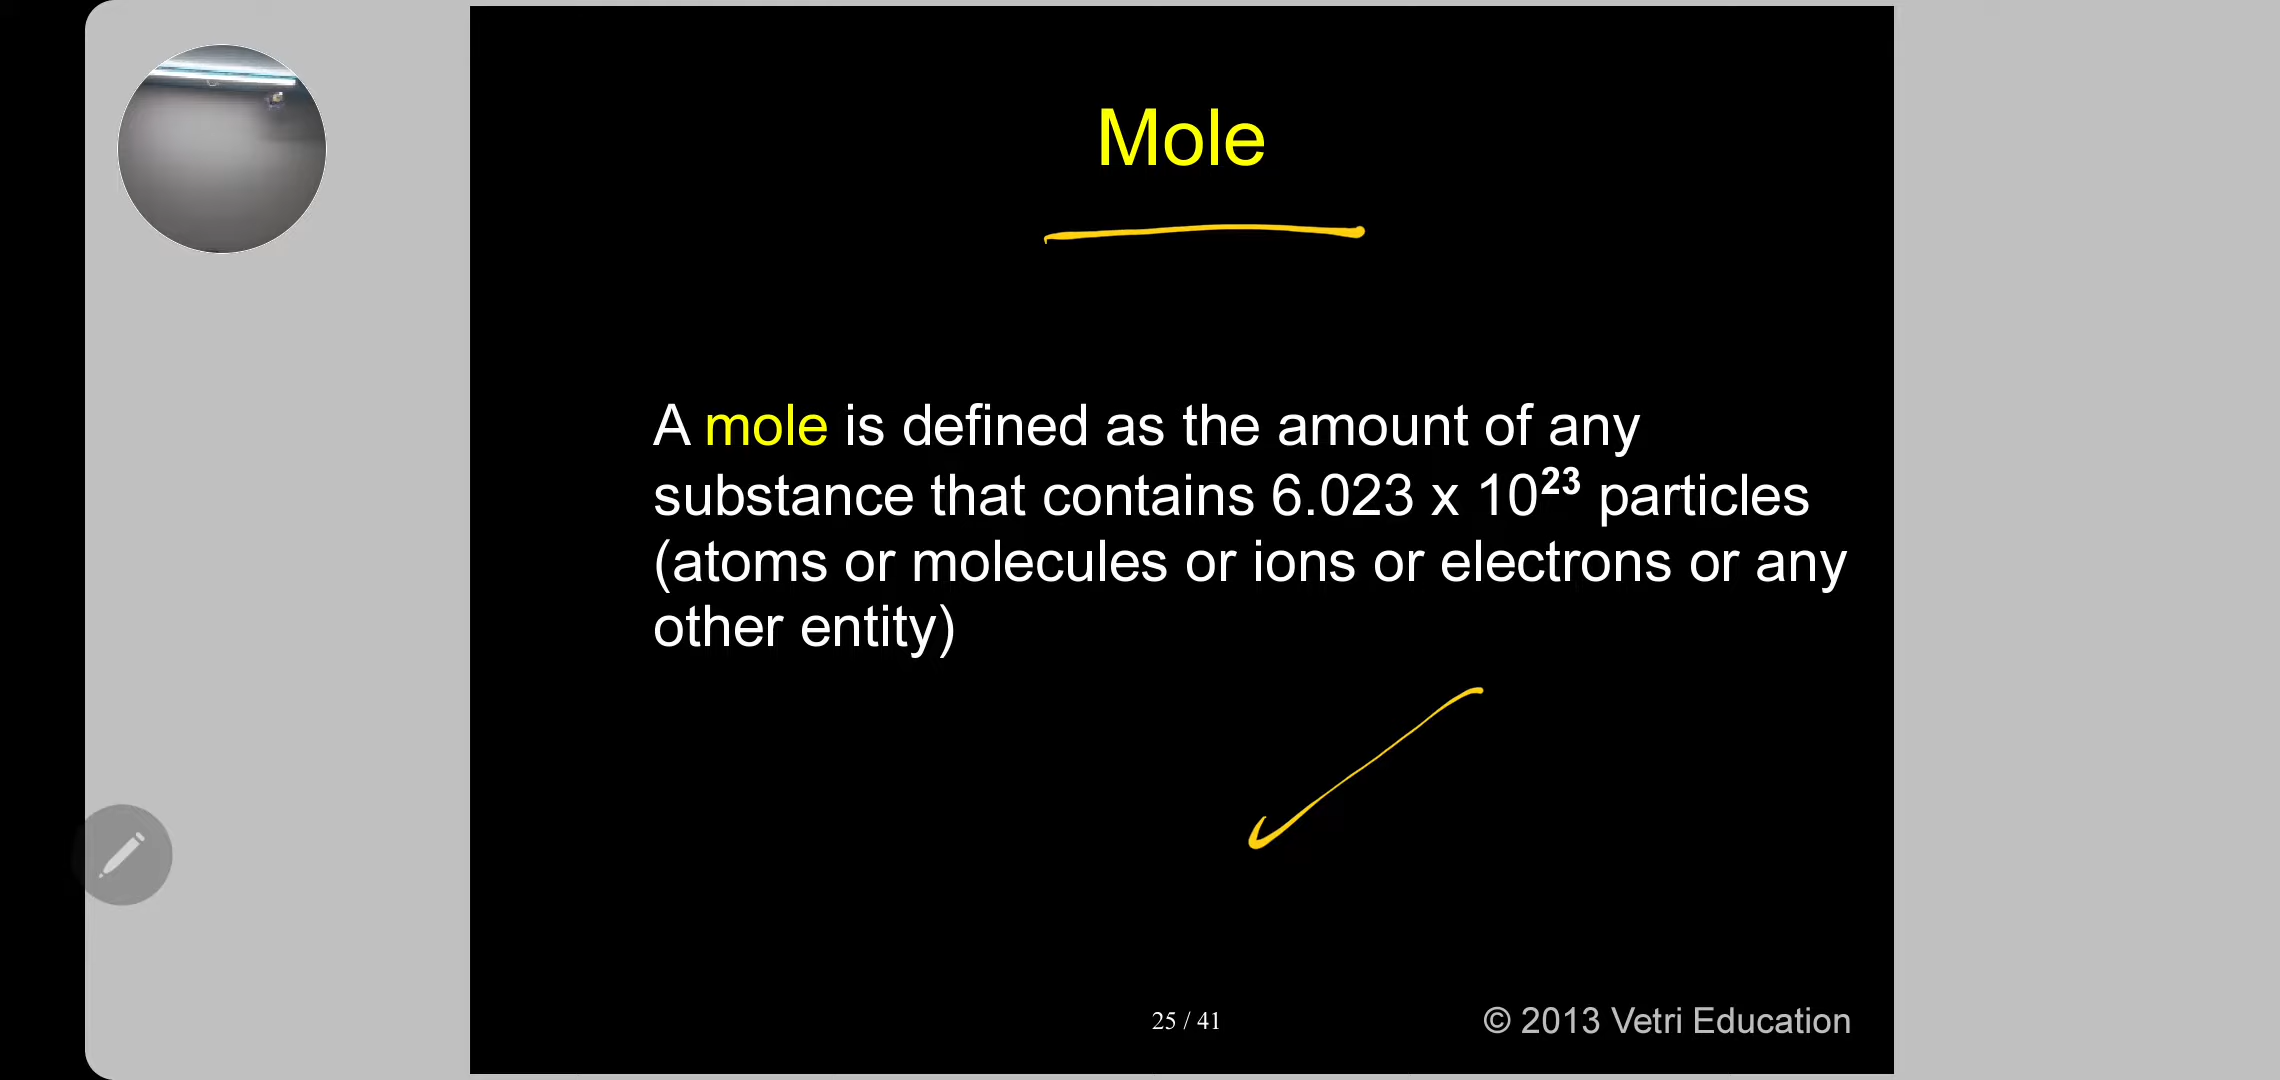 Mole
A mole is defined as the amount of any
substance that contains 6.023 x 10²³ particles
(atoms or molecules or ions or electrons or any
other entity)
25 / 41
© 2013 Vetri Education